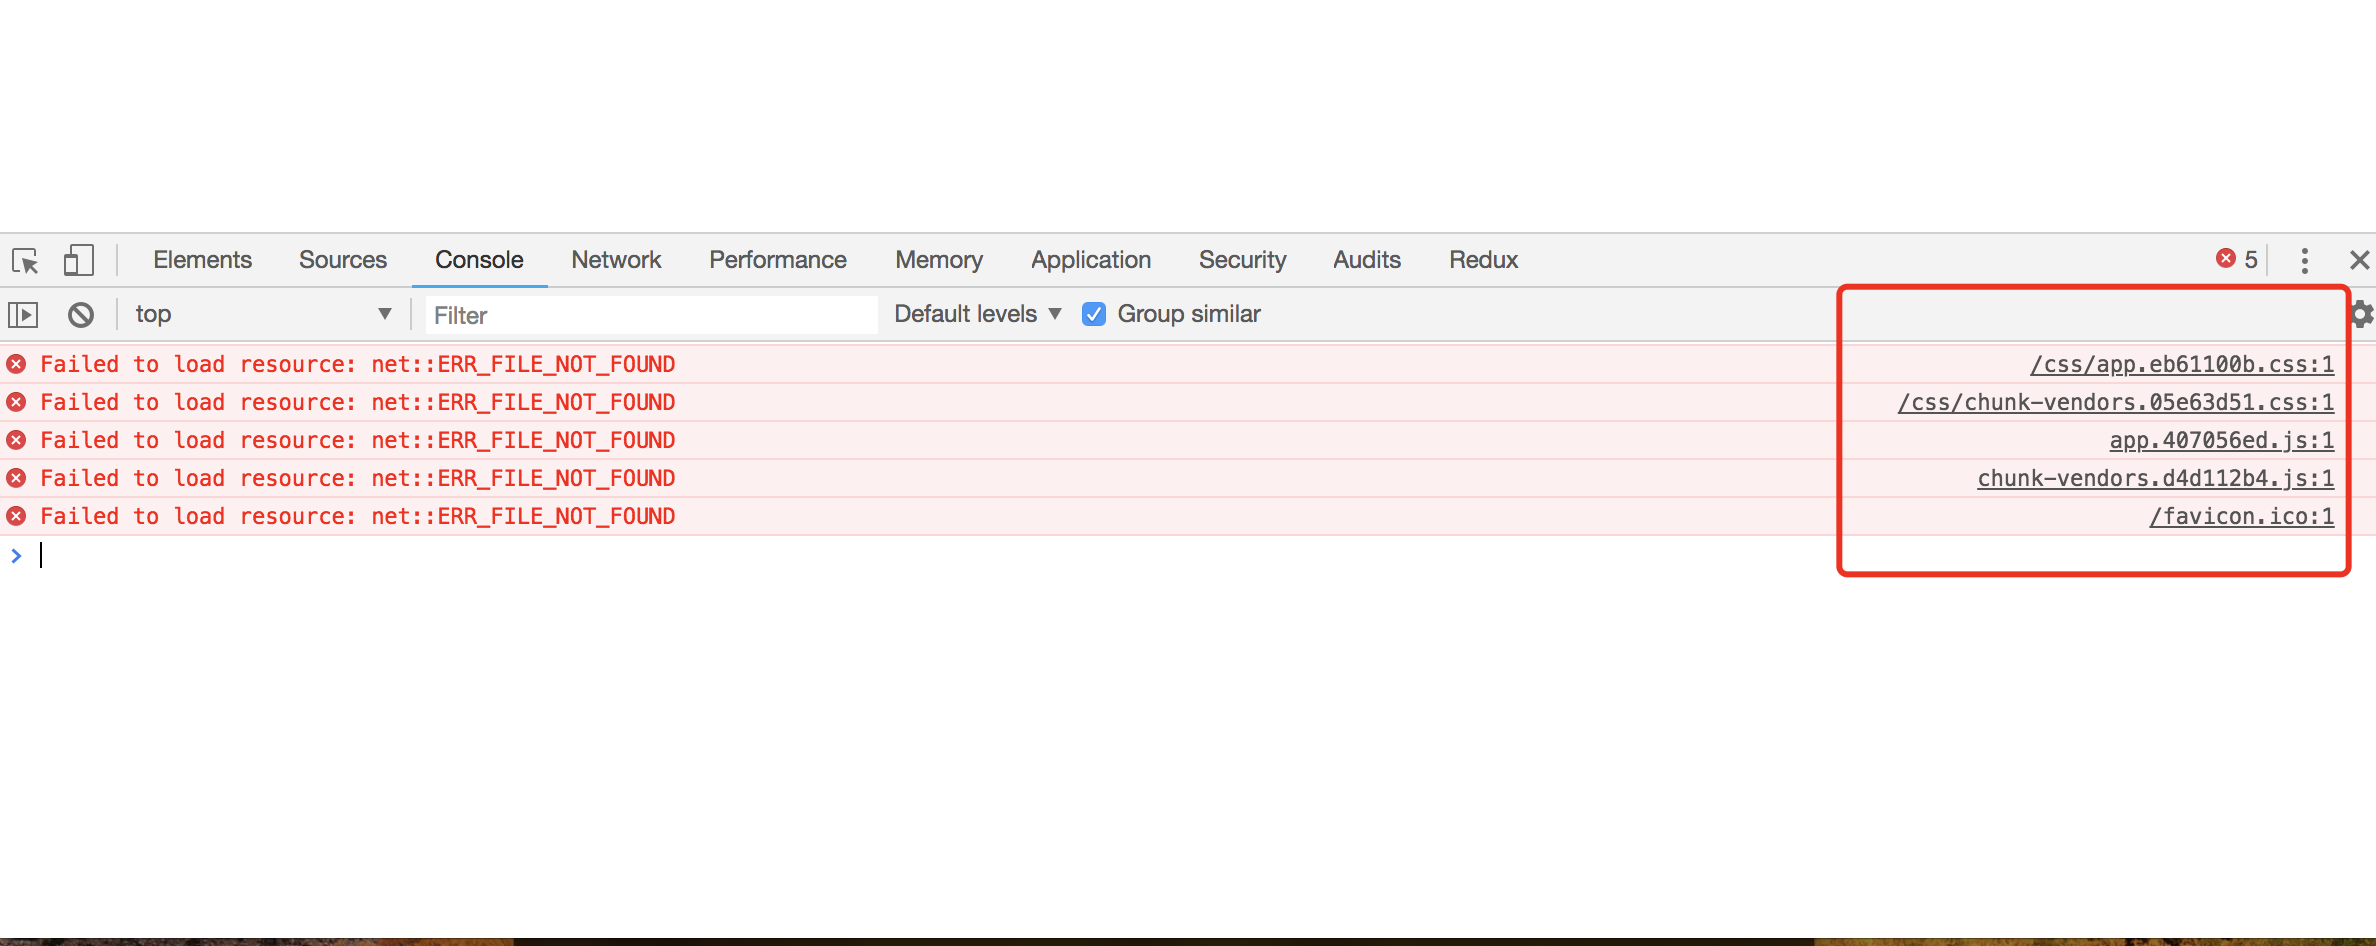 Elements Sources Console Network Performance Memory Application Security Audits Redux 5
top Filter Default levels Group similar
Failed to load resource: net::ERR_FILE_NOT_FOUND /css/app.eb61100b.css:1
Failed to load resource: net::ERR_FILE_NOT_FOUND /css/chunk-vendors.05e63d51.css:1
Failed to load resource: net::ERR_FILE_NOT_FOUND app.407056ed.js:1
Failed to load resource: net::ERR_FILE_NOT_FOUND chunk-vendors.d4d112b4.js:1
Failed to load resource: net::ERR_FILE_NOT_FOUND /favicon.ico:1